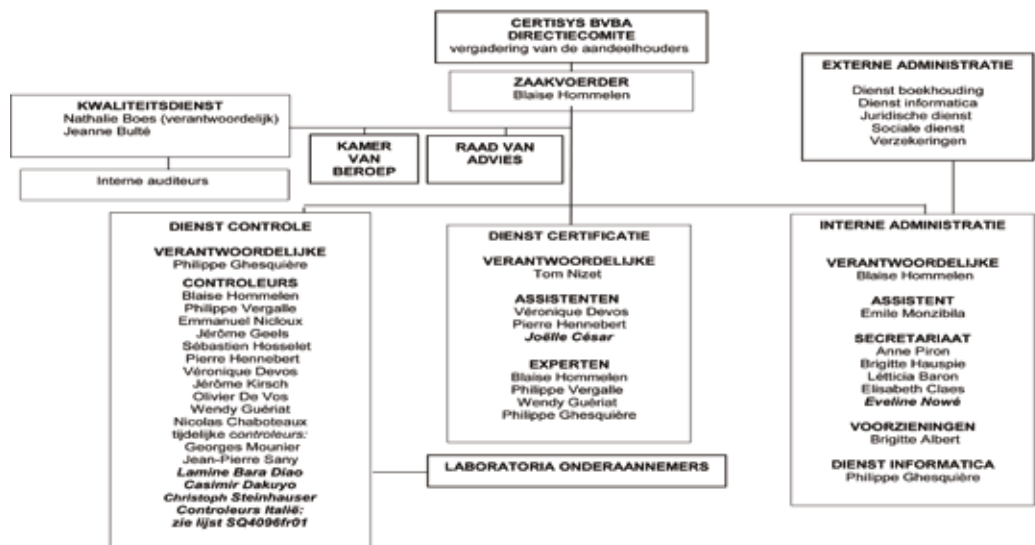 CERTISYS BVBA
DIRECTIECOMITE
vergadering van de aandeelhouders
ZAAKVOERDER
Blaise Hommelen
EXTERNE ADMINISTRATIE
Dienst boekhouding
Dienst informatica
Juridische dienst
Sociale dienst
Verzekeringen
KWALITEITSDIENST
Nathalie Boes (verantwoordelijk)
Jeanne Bulté
KAMER
VAN
BEROEP
RAAD VAN
ADVIES
Interne auditeurs
DIENST CONTROLE
VERANTWOORDELIJKE
Philippe Ghesquière
CONTROLEURS
Blaise Hommelen
Philippe Vergalle
Emmanuel Nicloux
Jérôme Geels
Sébastien Hosselet
Pierre Hennebert
Véronique Devos
Jérôme Kirsch
Olivier De Vos
Wendy Guériat
Nicolas Chaboteaux
tijdelijke controleurs:
Georges Mounier
Jean-Pierre Sany
Lamine Bara Diao
Casimir Dakuyo
Christoph Steinhauser
Controleurs Italië:
zie lijst SQ4096fr01
DIENST CERTIFICATIE
VERANTWOORDELIJKE
Tom Nizet
ASSISTENTEN
Véronique Devos
Pierre Hennebert
Joëlle César
EXPERTEN
Blaise Hommelen
Philippe Vergalle
Wendy Guériat
Philippe Ghesquière
LABORATORIA ONDERAANNEMERS
INTERNE ADMINISTRATIE
VERANTWOORDELIJKE
Blaise Hommelen
ASSISTENT
Emile Monzibila
SECRETARIAAT
Anne Piron
Brigitte Hauspie
Létticia Baron
Elisabeth Claes
Eveline Nowé
VOORZIENINGEN
Brigitte Albert
DIENST INFORMATICA
Philippe Ghesquière